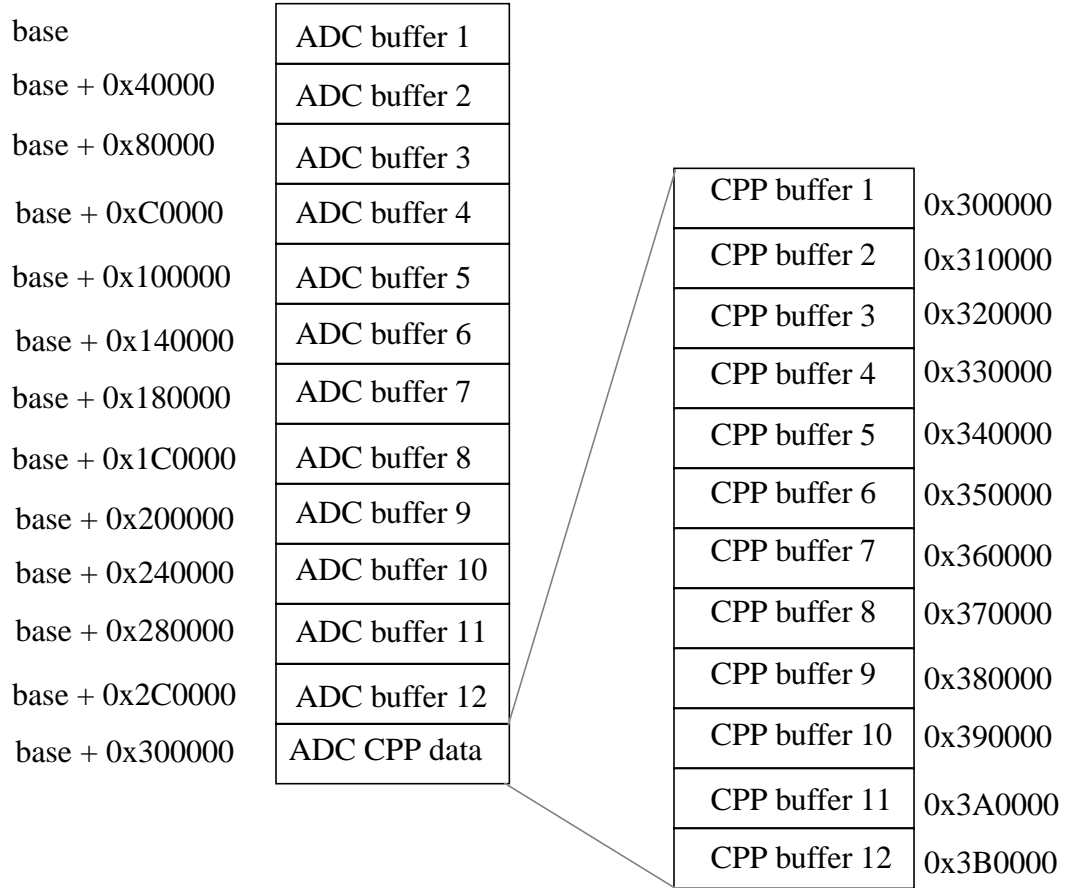 base
ADC buffer 1
base + 0x40000
ADC buffer 2
base + 0x80000
ADC buffer 3
base + 0xC0000
ADC buffer 4
base + 0x100000
ADC buffer 5
base + 0x140000
ADC buffer 6
base + 0x180000
ADC buffer 7
base + 0x1C0000
ADC buffer 8
base + 0x200000
ADC buffer 9
base + 0x240000
ADC buffer 10
base + 0x280000
ADC buffer 11
base + 0x2C0000
ADC buffer 12
base + 0x300000
ADC CPP data
CPP buffer 1
0x300000
CPP buffer 2
0x310000
CPP buffer 3
0x320000
CPP buffer 4
0x330000
CPP buffer 5
0x340000
CPP buffer 6
0x350000
CPP buffer 7
0x360000
CPP buffer 8
0x370000
CPP buffer 9
0x380000
CPP buffer 10
0x390000
CPP buffer 11
0x3A0000
CPP buffer 12
0x3B0000